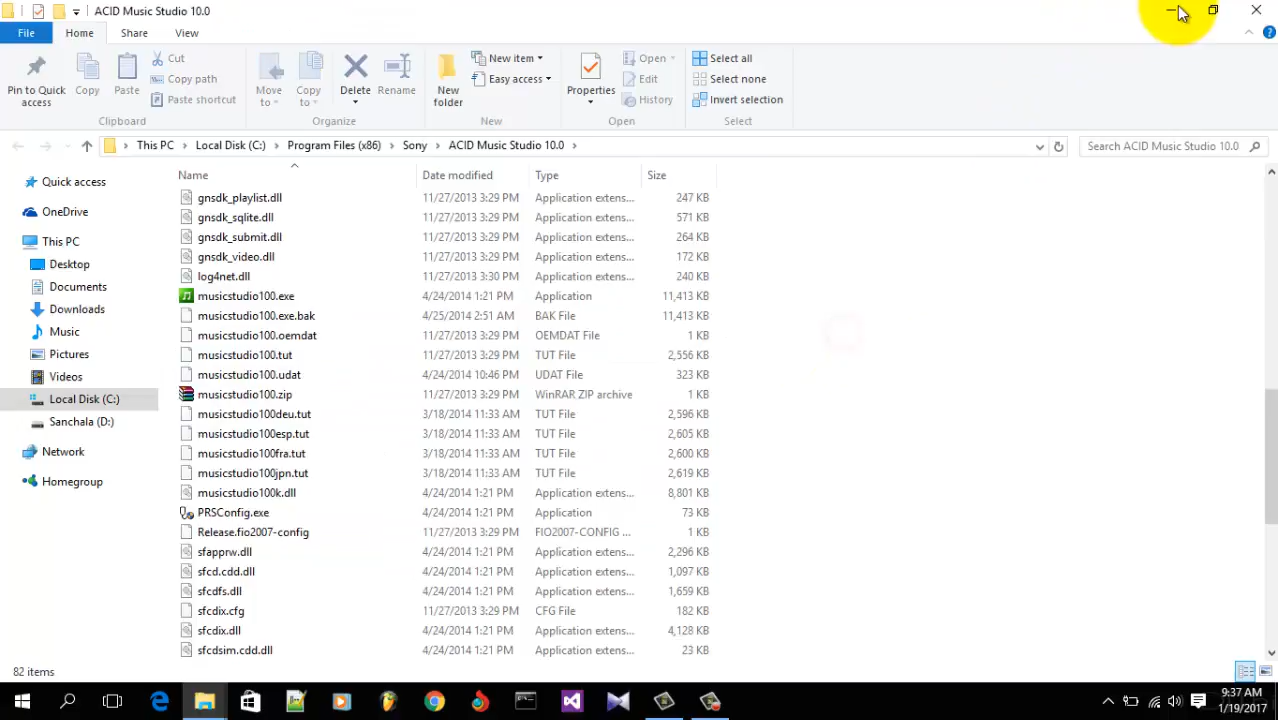 ACID Music Studio 10.0
File Home Share View
Pin to Quick access
Copy
Paste
Cut
Copy path
Paste shortcut
Clipboard
Move to
Copy to
Delete
Rename
Organize
New folder
New item
Easy access
New
Properties
Open
Edit
History
Open
Select all
Select none
Invert selection
Select
This PC Local Disk (C:) Program Files (x86) Sony ACID Music Studio 10.0
Search ACID Music Studio 10.0
Quick access
OneDrive
This PC
Desktop
Documents
Downloads
Music
Pictures
Videos
Local Disk (C:)
Sanchala (D:)
Network
Homegroup
Name Date modified Type Size
gnsdk_playlist.dll 11/27/2013 3:29 PM Application extens... 247 KB
gnsdk_sqlite.dll 11/27/2013 3:29 PM Application extens... 571 KB
gnsdk_submit.dll 11/27/2013 3:29 PM Application extens... 264 KB
gnsdk_video.dll 11/27/2013 3:29 PM Application extens... 172 KB
log4net.dll 11/27/2013 3:30 PM Application extens... 240 KB
musicstudio100.exe 4/24/2014 1:21 PM Application 11,413 KB
musicstudio100.exe.bak 4/25/2014 2:51 AM BAK File 11,413 KB
musicstudio100.oemdat 11/27/2013 3:29 PM OEMDAT File 1 KB
musicstudio100.tut 11/27/2013 3:29 PM TUT File 2,556 KB
musicstudio100.udat 4/24/2014 10:46 PM UDAT File 323 KB
musicstudio100.zip 11/27/2013 3:29 PM WinRAR ZIP archive 1 KB
musicstudio100deu.tut 3/18/2014 11:33 AM TUT File 2,596 KB
musicstudio100esp.tut 3/18/2014 11:33 AM TUT File 2,605 KB
musicstudio100fra.tut 3/18/2014 11:33 AM TUT File 2,600 KB
musicstudio100jpn.tut 3/18/2014 11:33 AM TUT File 2,619 KB
musicstudio100k.dll 4/24/2014 1:21 PM Application extens... 8,801 KB
PRSConfig.exe 4/24/2014 1:21 PM Application 73 KB
Release.fio2007-config 11/27/2013 3:29 PM FIO2007-CONFIG ... 1 KB
sfapprw.dll 4/24/2014 1:21 PM Application extens... 2,296 KB
sfcd.cdd.dll 4/24/2014 1:21 PM Application extens... 1,097 KB
sfcdfs.dll 4/24/2014 1:21 PM Application extens... 1,659 KB
sfcdix.cfg 11/27/2013 3:29 PM CFG File 182 KB
sfcdix.dll 4/24/2014 1:21 PM Application extens... 4,128 KB
sfcdsim.cdd.dll 4/24/2014 1:21 PM Application extens... 23 KB
82 items
9:37 AM
1/19/2017